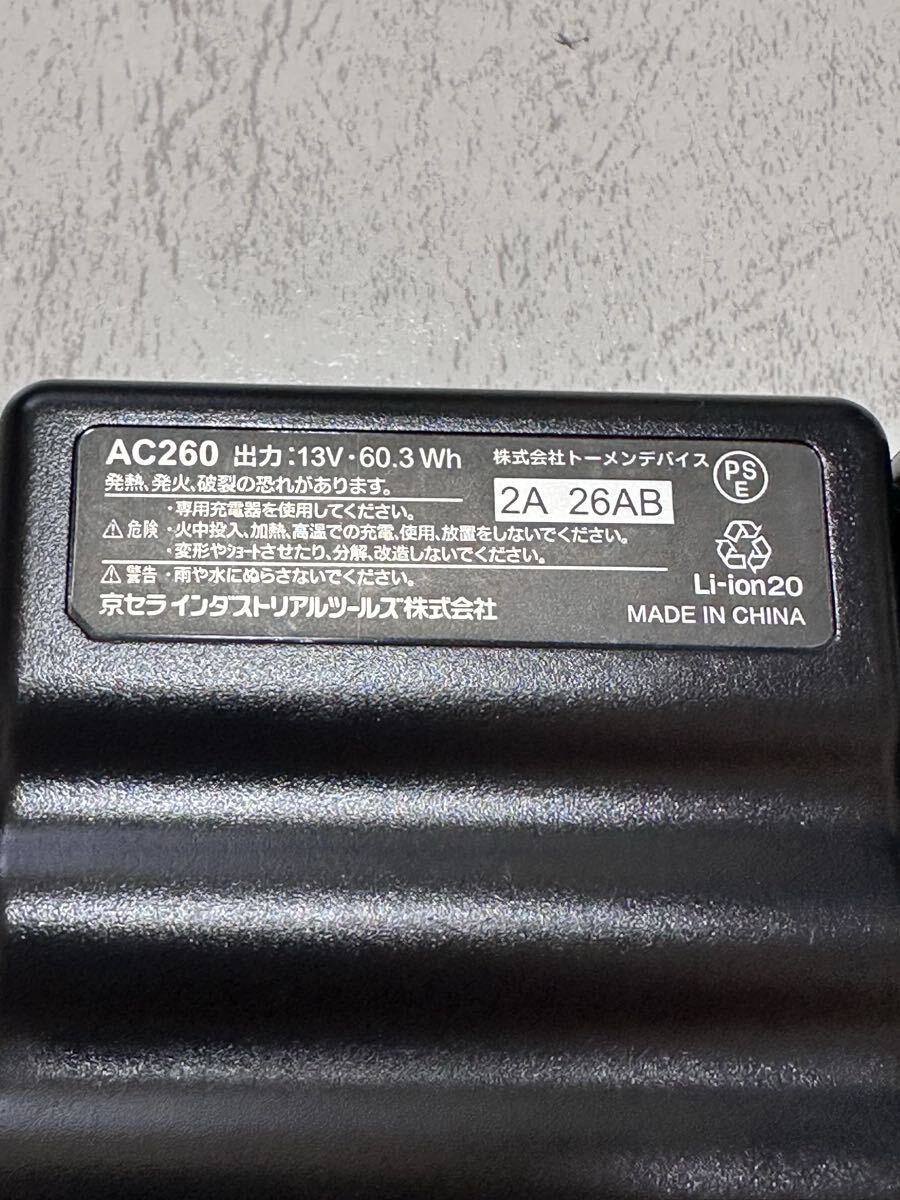 AC260 出力:13V・60.3 Wh
株式会社トーメンデバイス
PS
E
発熱、発火、破裂の恐れがあります。
2A 26AB
・専用充電器を使用してください。
危険 ・火中投入、加熱、高温での充電、使用、放置をしないでください。
・変形やショートさせたり、分解、改造しないでください。
警告 ・雨や水にぬらさないでください。
Li-ion20
京セラインダストリアルツールズ株式会社
MADE IN CHINA